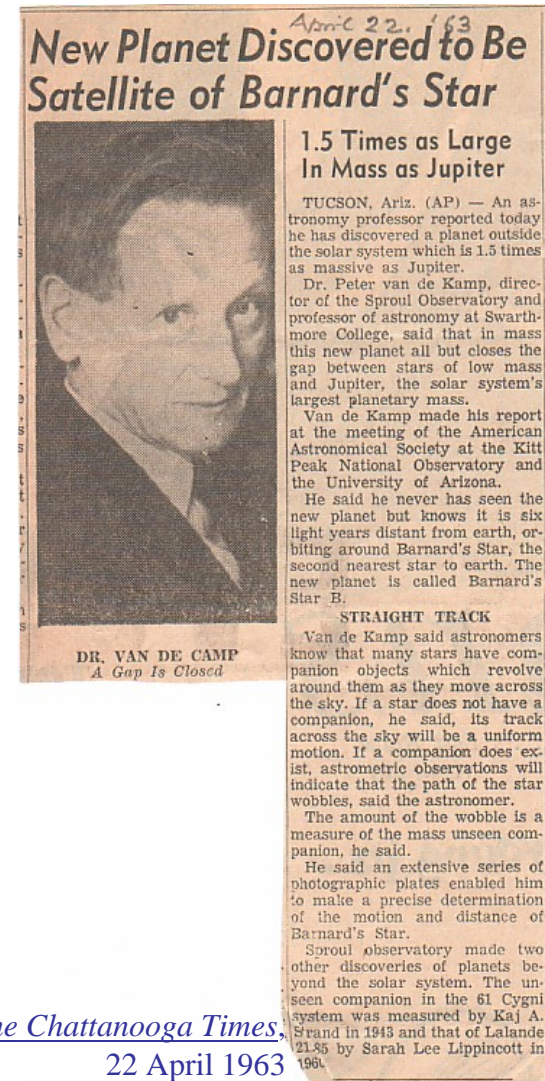 April 22, '63
New Planet Discovered to Be
Satellite of Barnard's Star
DR. VAN DE CAMP
A Gap Is Closed
1.5 Times as Large
In Mass as Jupiter
TUCSON, Ariz. (AP) — An as-
tronomy professor reported today
he has discovered a planet outside
the solar system which is 1.5 times
as massive as Jupiter.
Dr. Peter van de Kamp, direc-
tor of the Sproul Observatory and
professor of astronomy at Swarth-
more College, said that in mass
this new planet all but closes the
gap between stars of low mass
and Jupiter, the solar system's
largest planetary mass.
Van de Kamp made his report
at the meeting of the American
Astronomical Society at the Kitt
Peak National Observatory and
the University of Arizona.
He said he never has seen the
new planet but knows it is six
light years distant from earth, or-
biting around Barnard's Star, the
second nearest star to earth. The
new planet is called Barnard's
Star B.
STRAIGHT TRACK
Van de Kamp said astronomers
know that many stars have com-
panion objects which revolve
around them as they move across
the sky. If a star does not have a
companion, he said, its track
across the sky will be a uniform
motion. If a companion does ex-
ist, astrometric observations will
indicate that the path of the star
wobbles, said the astronomer.
The amount of the wobble is a
measure of the mass unseen com-
panion, he said.
He said an extensive series of
photographic plates enabled him
to make a precise determination
of the motion and distance of
Barnard's Star.
Sproul observatory made two
other discoveries of planets be-
yond the solar system. The un-
seen companion in the 61 Cygni
system was measured by Kaj A.
Strand in 1943 and that of Lalande
21185 by Sarah Lee Lippincott in
he Chattanooga Times,
22 April 1963